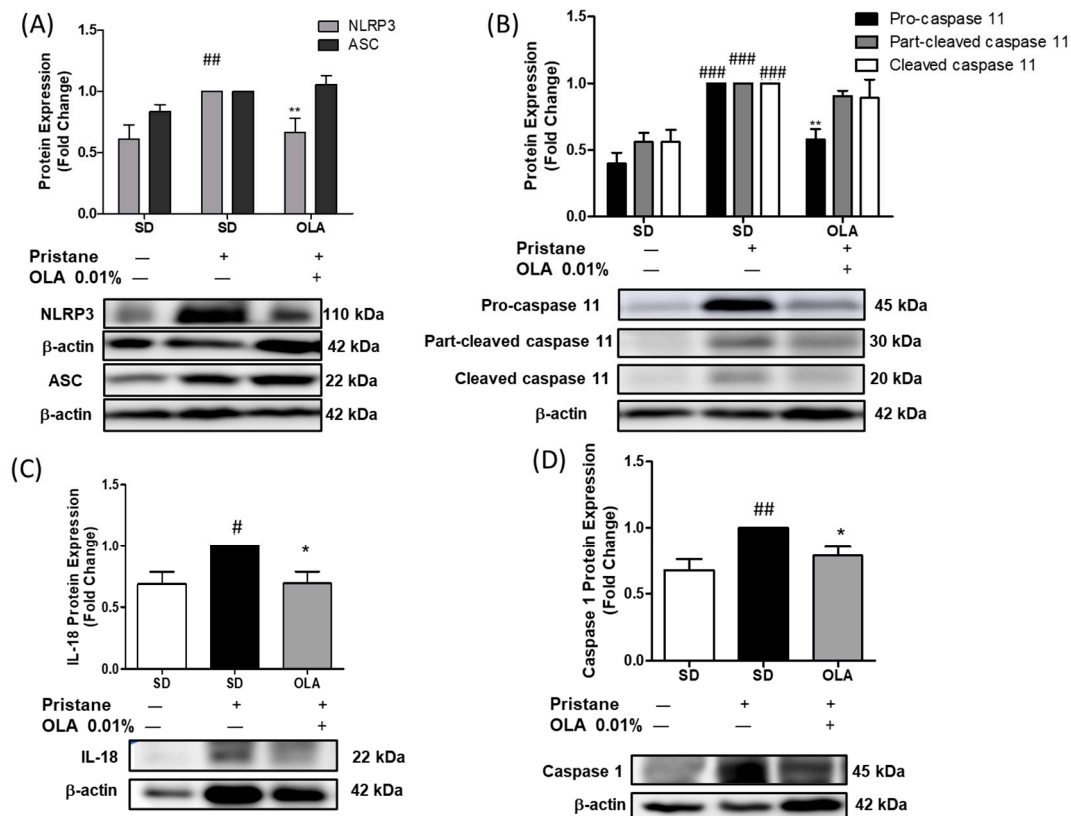 (A)
NLRP3
ASC
Protein Expression
(Fold Change)
1.5
1.0
0.5
0.0
##
**
SD SD OLA
Pristane — + +
OLA 0.01% — — +
NLRP3 110 kDa
β-actin 42 kDa
ASC 22 kDa
β-actin 42 kDa
(B)
Pro-caspase 11
Part-cleaved caspase 11
Cleaved caspase 11
Protein Expression
(Fold Change)
1.5
1.0
0.5
0.0
### ### ###
**
SD SD OLA
Pristane — + +
OLA 0.01% — — +
Pro-caspase 11 45 kDa
Part-cleaved caspase 11 30 kDa
Cleaved caspase 11 20 kDa
β-actin 42 kDa
(C)
IL-18 Protein Expression
(Fold Change)
1.5
1.0
0.5
0.0
#
*
SD SD OLA
Pristane — + +
OLA 0.01% — — +
IL-18 22 kDa
β-actin 42 kDa
(D)
Caspase 1 Protein Expression
(Fold Change)
1.5
1.0
0.5
0.0
##
*
SD SD OLA
Pristane — + +
OLA 0.01% — — +
Caspase 1 45 kDa
β-actin 42 kDa